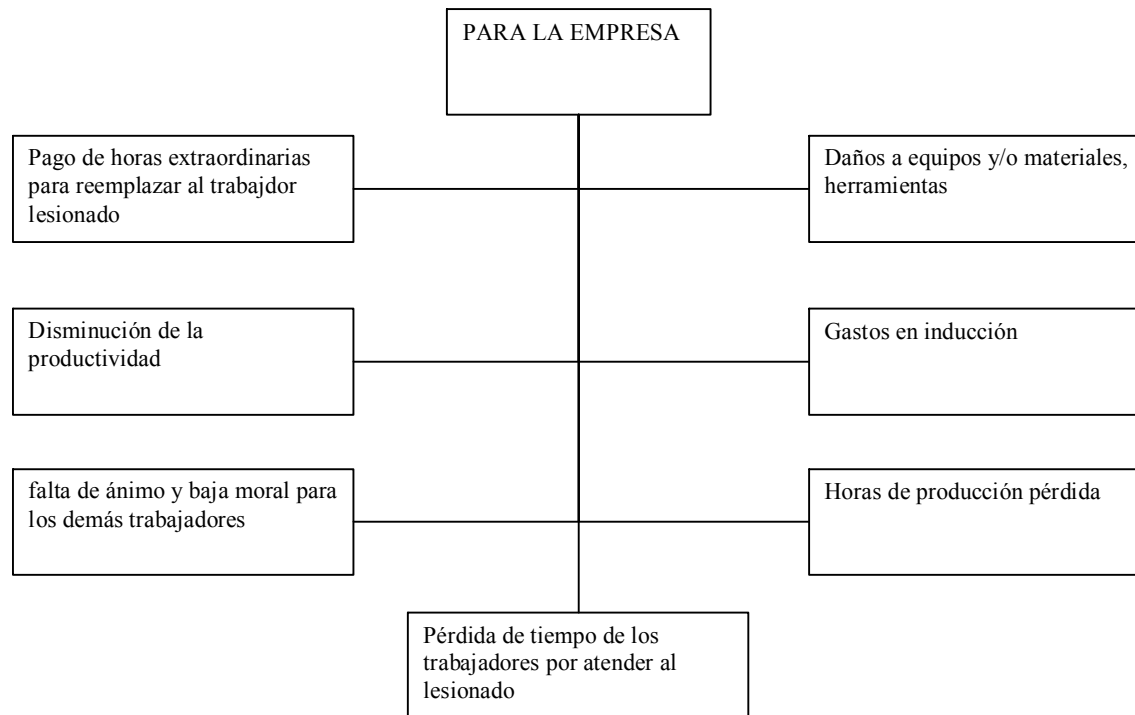 PARA LA EMPRESA
Pago de horas extraordinarias
para reemplazar al trabajdor
lesionado
Daños a equipos y/o materiales,
herramientas
Disminución de la
productividad
Gastos en inducción
falta de ánimo y baja moral para
los demás trabajadores
Horas de producción pérdida
Pérdida de tiempo de los
trabajadores por atender al
lesionado